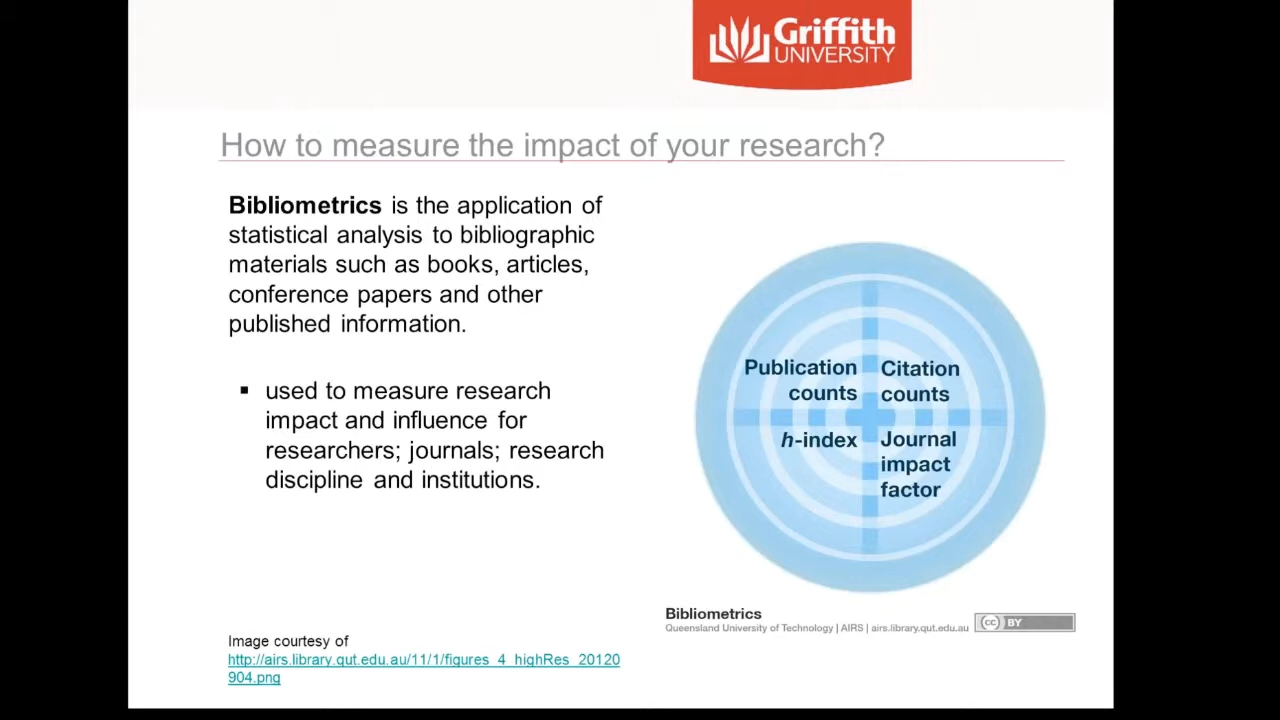 Griffith
UNIVERSITY
How to measure the impact of your research?
Bibliometrics is the application of
statistical analysis to bibliographic
materials such as books, articles,
conference papers and other
published information.
▪ used to measure research
impact and influence for
researchers; journals; research
discipline and institutions.
Publication
counts
Citation
counts
h-index
Journal
impact
factor
Bibliometrics
Queensland University of Technology | AIRS | airs.library.qut.edu.au
cc BY
Image courtesy of
http://airs.library.qut.edu.au/11/1/figures_4_highRes_20120
904.png